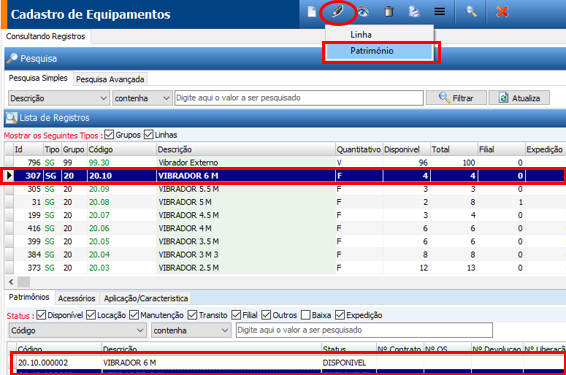 Cadastro de Equipamentos
Linha
Patrimônio
Consultando Registros
Pesquisa
Pesquisa Simples Pesquisa Avançada
Descrição contenha Digite aqui o valor a ser pesquisado Filtrar Atualiza
Lista de Registros
Mostrar os Seguintes Tipos : Grupos Linhas
Id Tipo Grupo Código Descrição Quantitativo Disponivel Total Filial Expedição
796 SG 99 99.30 Vibrador Externo V 96 100 0
307 SG 20 20.10 VIBRADOR 6 M F 4 4 0
305 SG 20 20.09 VIBRADOR 5.5 M F 3 3 0
31 SG 20 20.08 VIBRADOR 5 M F 2 8 1
199 SG 20 20.07 VIBRADOR 4.5 M F 3 4 0
416 SG 20 20.06 VIBRADOR 4 M F 6 6 0
399 SG 20 20.05 VIBRADOR 3.5 M F 6 6 0
384 SG 20 20.04 VIBRADOR 3 M 3 F 8 8 0
373 SG 20 20.03 VIBRADOR 2.5 M F 12 13 0
Patrimônios Acessórios Aplicação/Caracteristica
Status : Disponível Locação Manutenção Transito Filial Outros Baixa Expedição
Código contenha Digite aqui o valor a ser pesquisado
Código Descrição Status Nº Contrato Nº OS Nº Devolucao Nº Liberaçã
20.10.000002 VIBRADOR 6 M DISPONIVEL